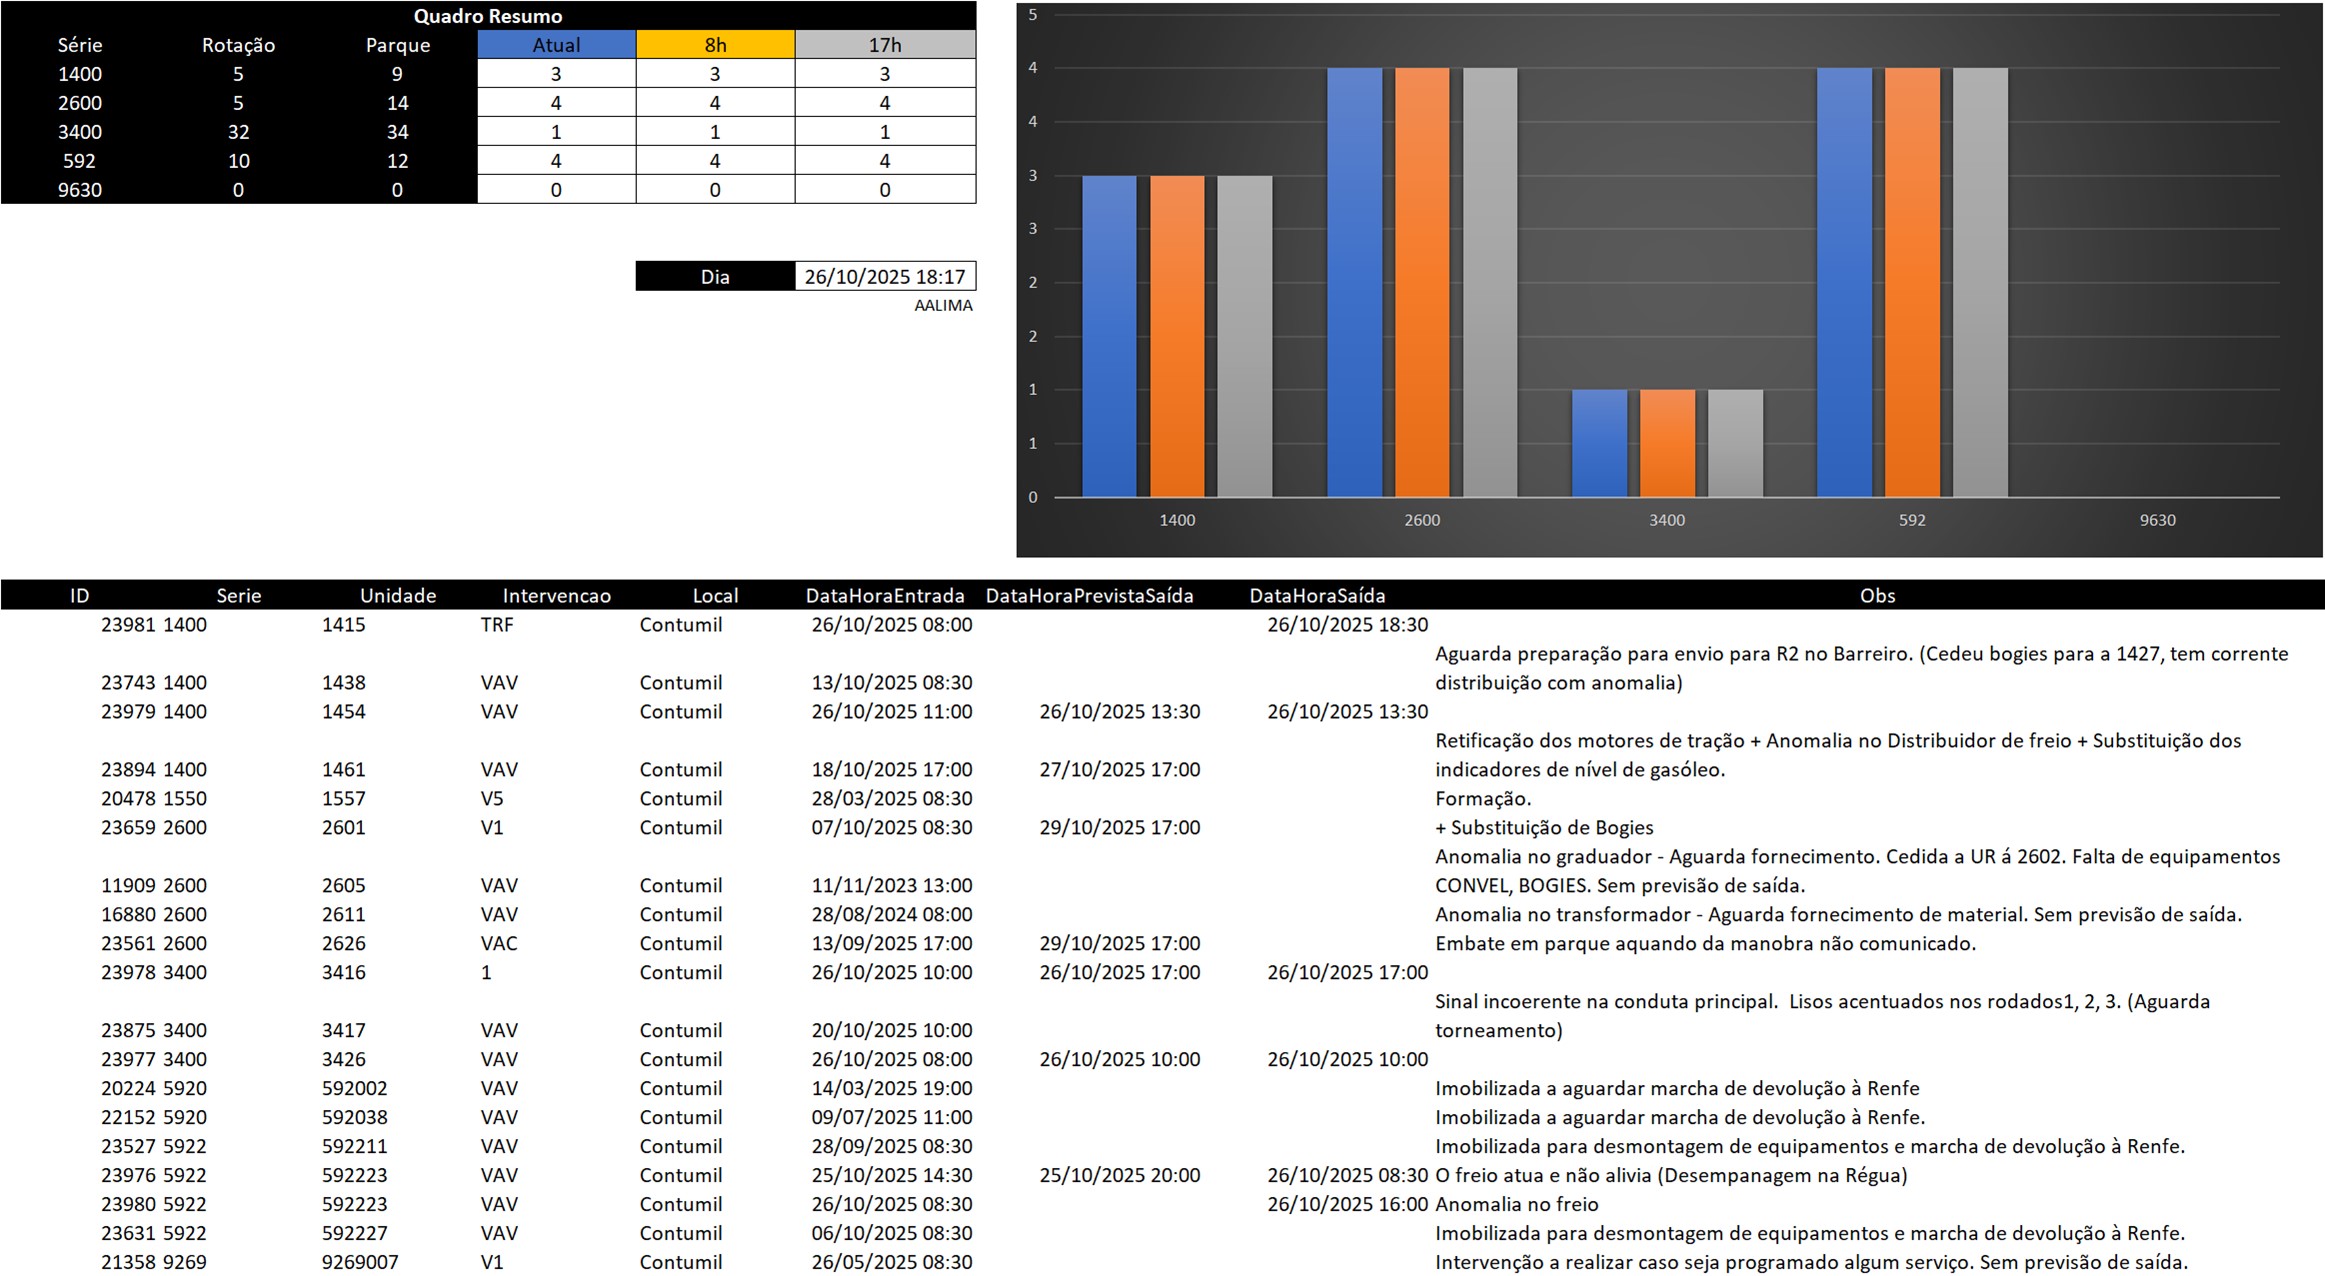 Quadro Resumo
Série Rotação Parque Atual 8h 17h
1400 5 9 3 3 3
2600 5 14 4 4 4
3400 32 34 1 1 1
592 10 12 4 4 4
9630 0 0 0 0 0
Dia 26/10/2025 18:17
AALIMA
5
4
4
3
3
2
2
1
1
0
1400 2600 3400 592 9630
ID Serie Unidade Intervencao Local DataHoraEntrada DataHoraPrevistaSaída DataHoraSaída Obs
23981 1400 1415 TRF Contumil 26/10/2025 08:00 26/10/2025 18:30
Aguarda preparação para envio para R2 no Barreiro. (Cedeu bogies para a 1427, tem corrente
23743 1400 1438 VAV Contumil 13/10/2025 08:30 distribuição com anomalia)
23979 1400 1454 VAV Contumil 26/10/2025 11:00 26/10/2025 13:30 26/10/2025 13:30
Retificação dos motores de tração + Anomalia no Distribuidor de freio + Substituição dos
23894 1400 1461 VAV Contumil 18/10/2025 17:00 27/10/2025 17:00 indicadores de nível de gasóleo.
20478 1550 1557 V5 Contumil 28/03/2025 08:30 Formação.
23659 2600 2601 V1 Contumil 07/10/2025 08:30 29/10/2025 17:00 + Substituição de Bogies
Anomalia no graduador - Aguarda fornecimento. Cedida a UR á 2602. Falta de equipamentos
11909 2600 2605 VAV Contumil 11/11/2023 13:00 CONVEL, BOGIES. Sem previsão de saída.
16880 2600 2611 VAV Contumil 28/08/2024 08:00 Anomalia no transformador - Aguarda fornecimento de material. Sem previsão de saída.
23561 2600 2626 VAC Contumil 13/09/2025 17:00 29/10/2025 17:00 Embate em parque aquando da manobra não comunicado.
23978 3400 3416 1 Contumil 26/10/2025 10:00 26/10/2025 17:00 26/10/2025 17:00
Sinal incoerente na conduta principal.  Lisos acentuados nos rodados1, 2, 3. (Aguarda
23875 3400 3417 VAV Contumil 20/10/2025 10:00 torneamento)
23977 3400 3426 VAV Contumil 26/10/2025 08:00 26/10/2025 10:00 26/10/2025 10:00
20224 5920 592002 VAV Contumil 14/03/2025 19:00 Imobilizada a aguardar marcha de devolução à Renfe
22152 5920 592038 VAV Contumil 09/07/2025 11:00 Imobilizada a aguardar marcha de devolução à Renfe.
23527 5922 592211 VAV Contumil 28/09/2025 08:30 Imobilizada para desmontagem de equipamentos e marcha de devolução à Renfe.
23976 5922 592223 VAV Contumil 25/10/2025 14:30 25/10/2025 20:00 26/10/2025 08:30 O freio atua e não alivia (Desempanagem na Régua)
23980 5922 592223 VAV Contumil 26/10/2025 08:30 26/10/2025 16:00 Anomalia no freio
23631 5922 592227 VAV Contumil 06/10/2025 08:30 Imobilizada para desmontagem de equipamentos e marcha de devolução à Renfe.
21358 9269 9269007 V1 Contumil 26/05/2025 08:30 Intervenção a realizar caso seja programado algum serviço. Sem previsão de saída.